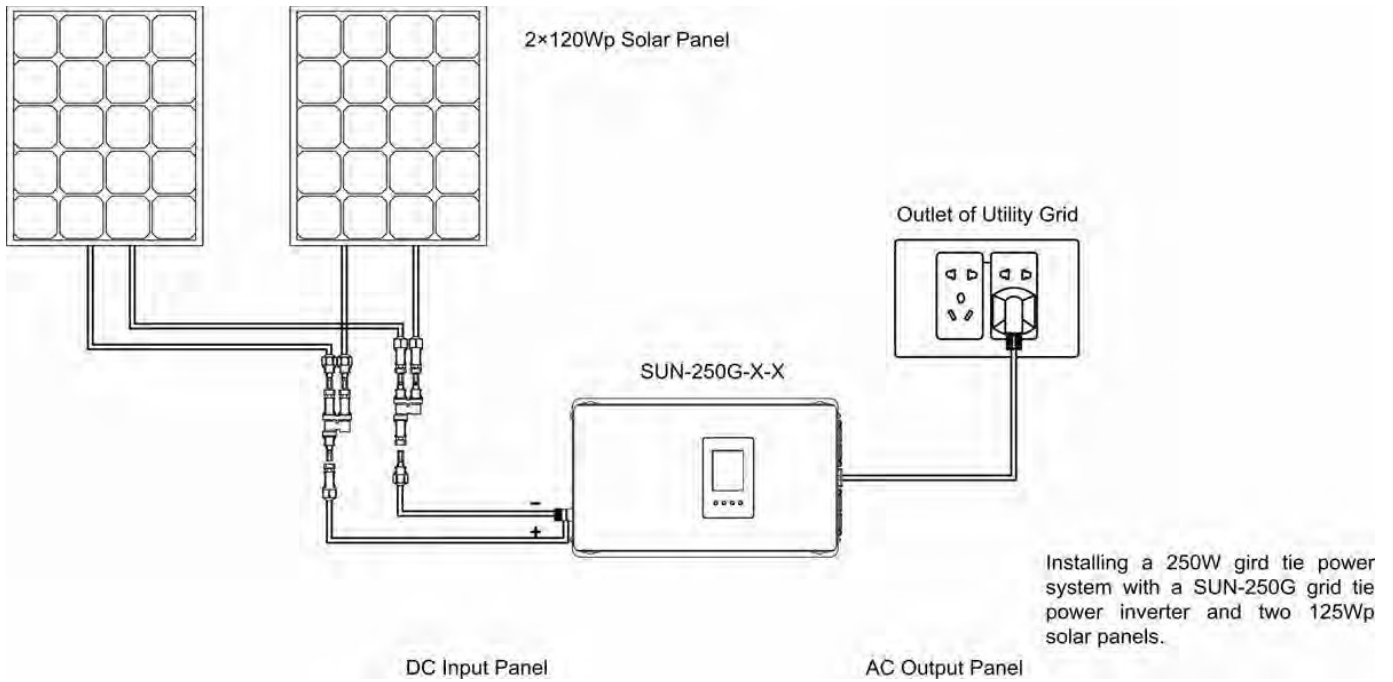 2×120Wp Solar Panel
Outlet of Utility Grid
SUN-250G-X-X
−
+
Installing a 250W gird tie power
system with a SUN-250G grid tie
power inverter and two 125Wp
solar panels.
DC Input Panel
AC Output Panel